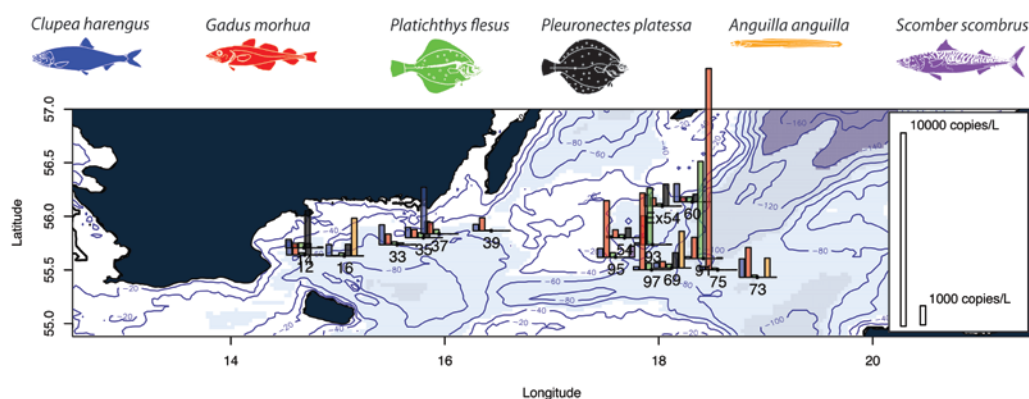 Clupea harengus Gadus morhua Platichthys flesus Pleuronectes platessa Anguilla anguilla Scomber scombrus
57.0
10000 copies/L
56.5
Latitude
56.0
Ex54 60
12 16 33 35 37 39 54 93
95 97 69 91 75 73
55.5
1000 copies/L
55.0
14 16 18 20
Longitude